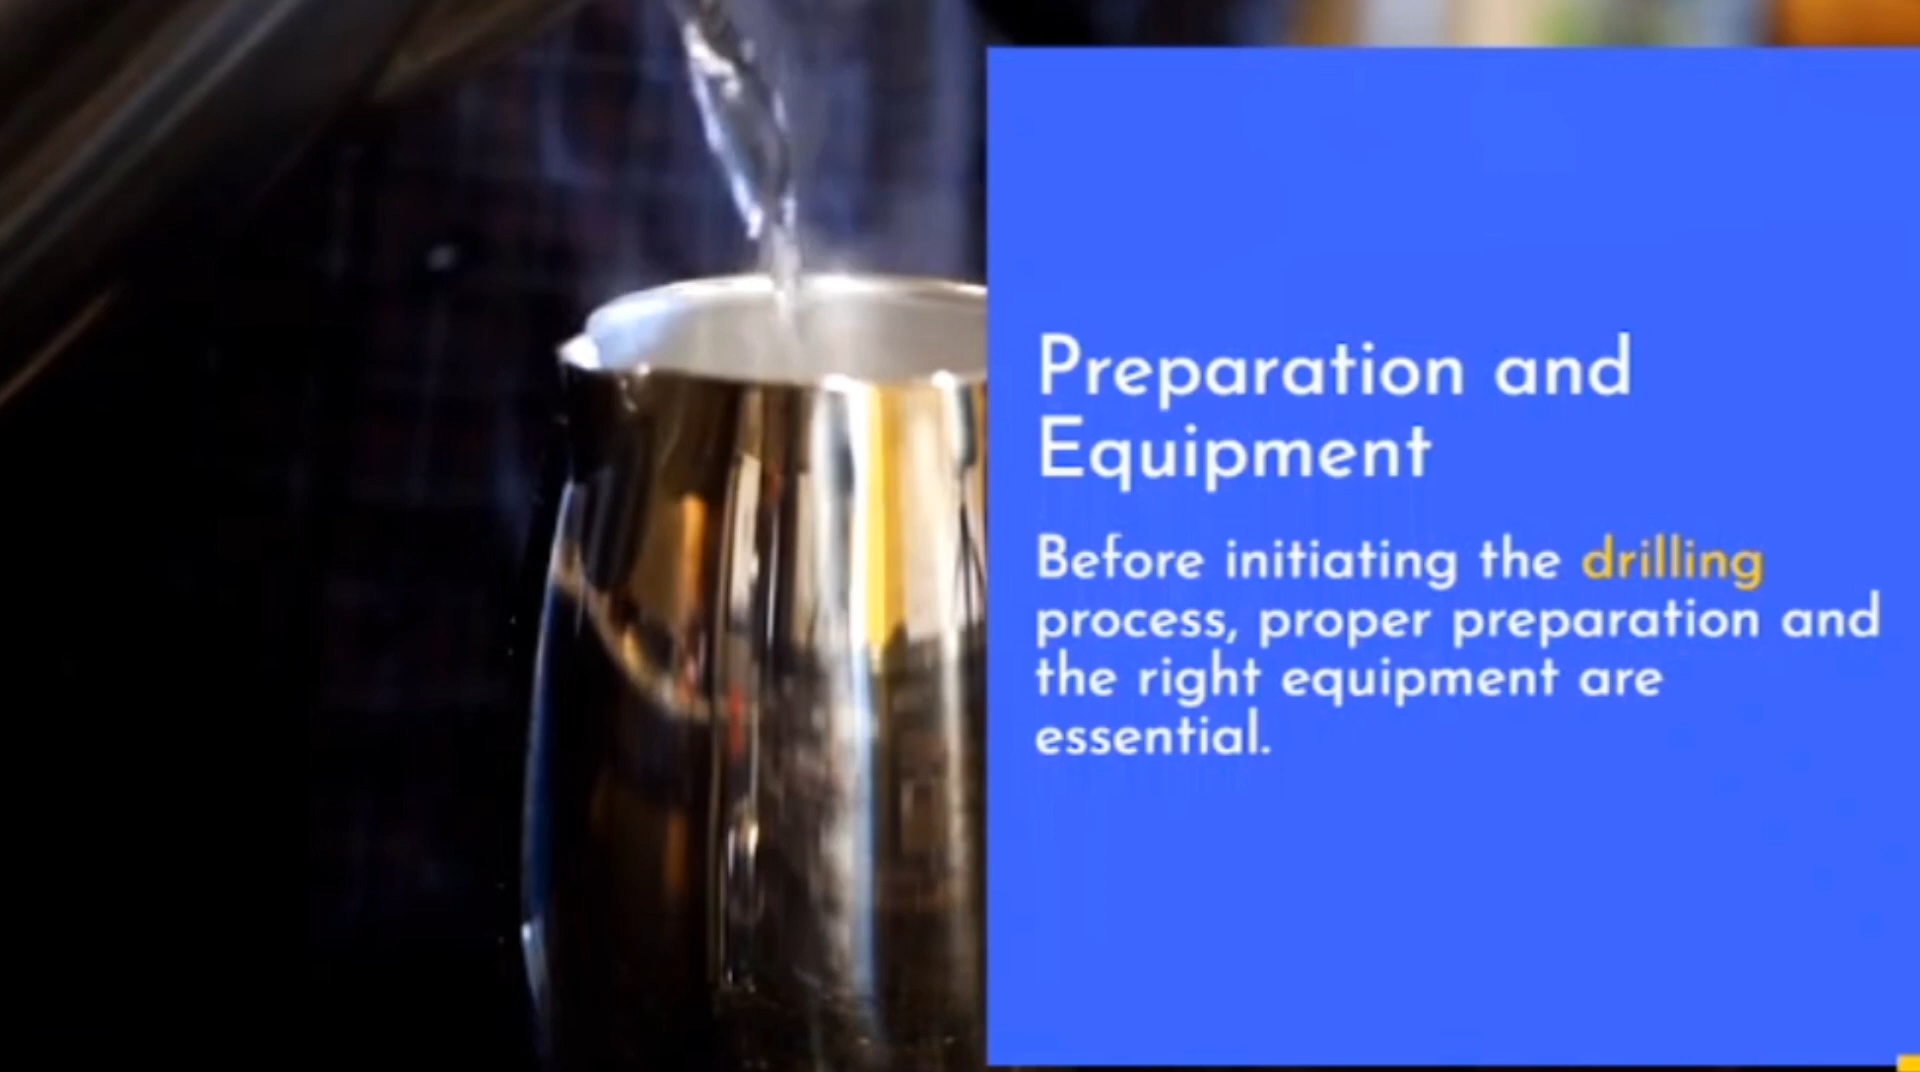 Preparation and
Equipment
Before initiating the drilling
process, proper preparation and
the right equipment are
essential.